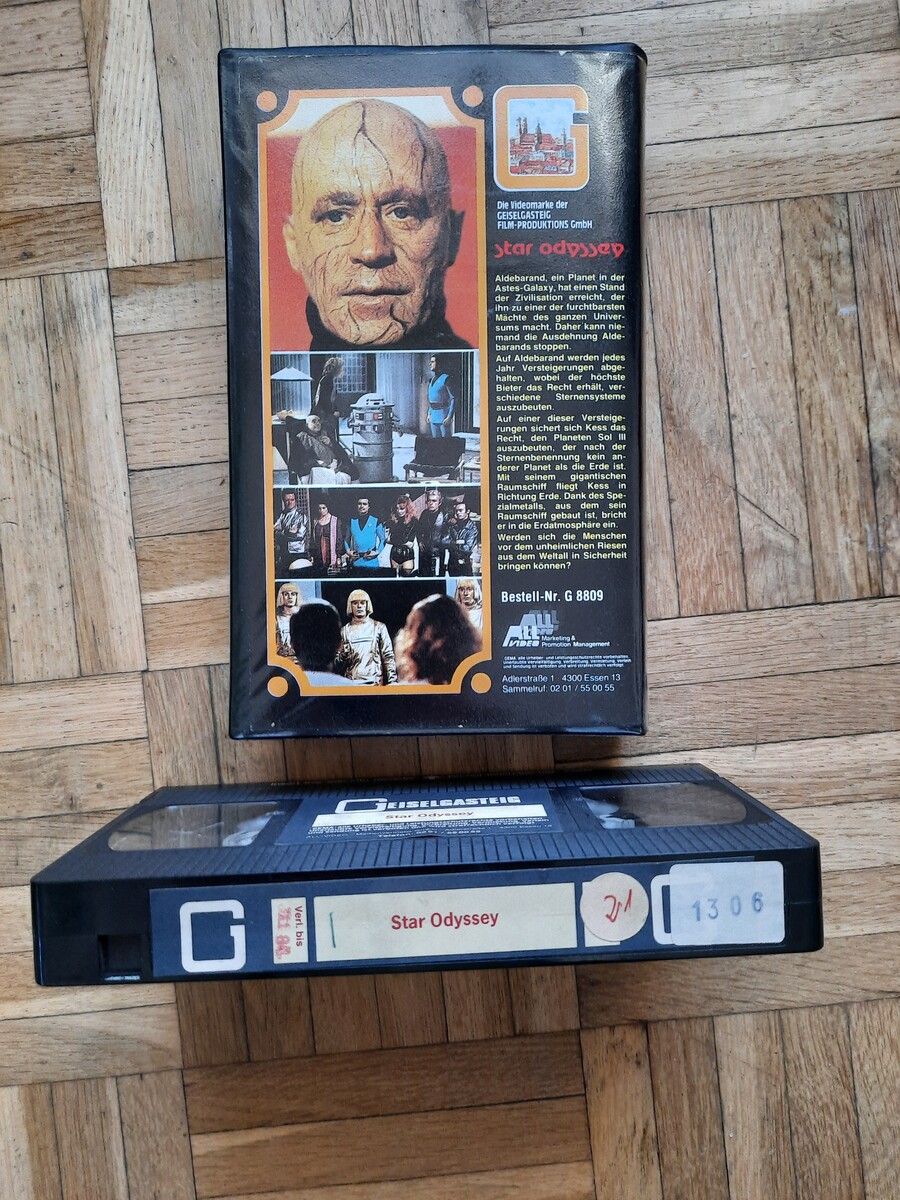 G
Die Videomarke der
GEISELGASTEIG
FILM-PRODUKTIONS GmbH
star odyssey
Aldebarand, ein Planet in der
Astes-Galaxy, hat einen Stand
der Zivilisation erreicht, der
ihn zu einer der furchtbarsten
Mächte des ganzen Univer-
sums macht. Daher kann nie-
mand die Ausdehnung Alde-
barands stoppen.
Auf Aldebarand werden jedes
Jahr Versteigerungen abge-
halten, wobei der höchste
Bieter das Recht erhält, ver-
schiedene Sternensysteme
auszubeuten.
Auf einer dieser Versteige-
rungen sichert sich Kess das
Recht, den Planeten Sol III
auszubeuten, der nach der
Sternenbenennung kein an-
derer Planet als die Erde ist.
Mit seinem gigantischen
Raumschiff fliegt Kess in
Richtung Erde. Dank des Spe-
zialmetalls, aus dem sein
Raumschiff gebaut ist, bricht
er in die Erdatmosphäre ein.
Werden sich die Menschen
vor dem unheimlichen Riesen
aus dem Weltall in Sicherheit
bringen können?
Bestell-Nr. G 8809
ALL
VIDEO Marketing &
Promotion Management
Adlerstraße 1 · 4300 Essen 13
Sammelruf: 02 01 / 55 00 55
GEISELGASTEIG
Star Odyssey
G
Verl. bis
Star Odyssey
1306